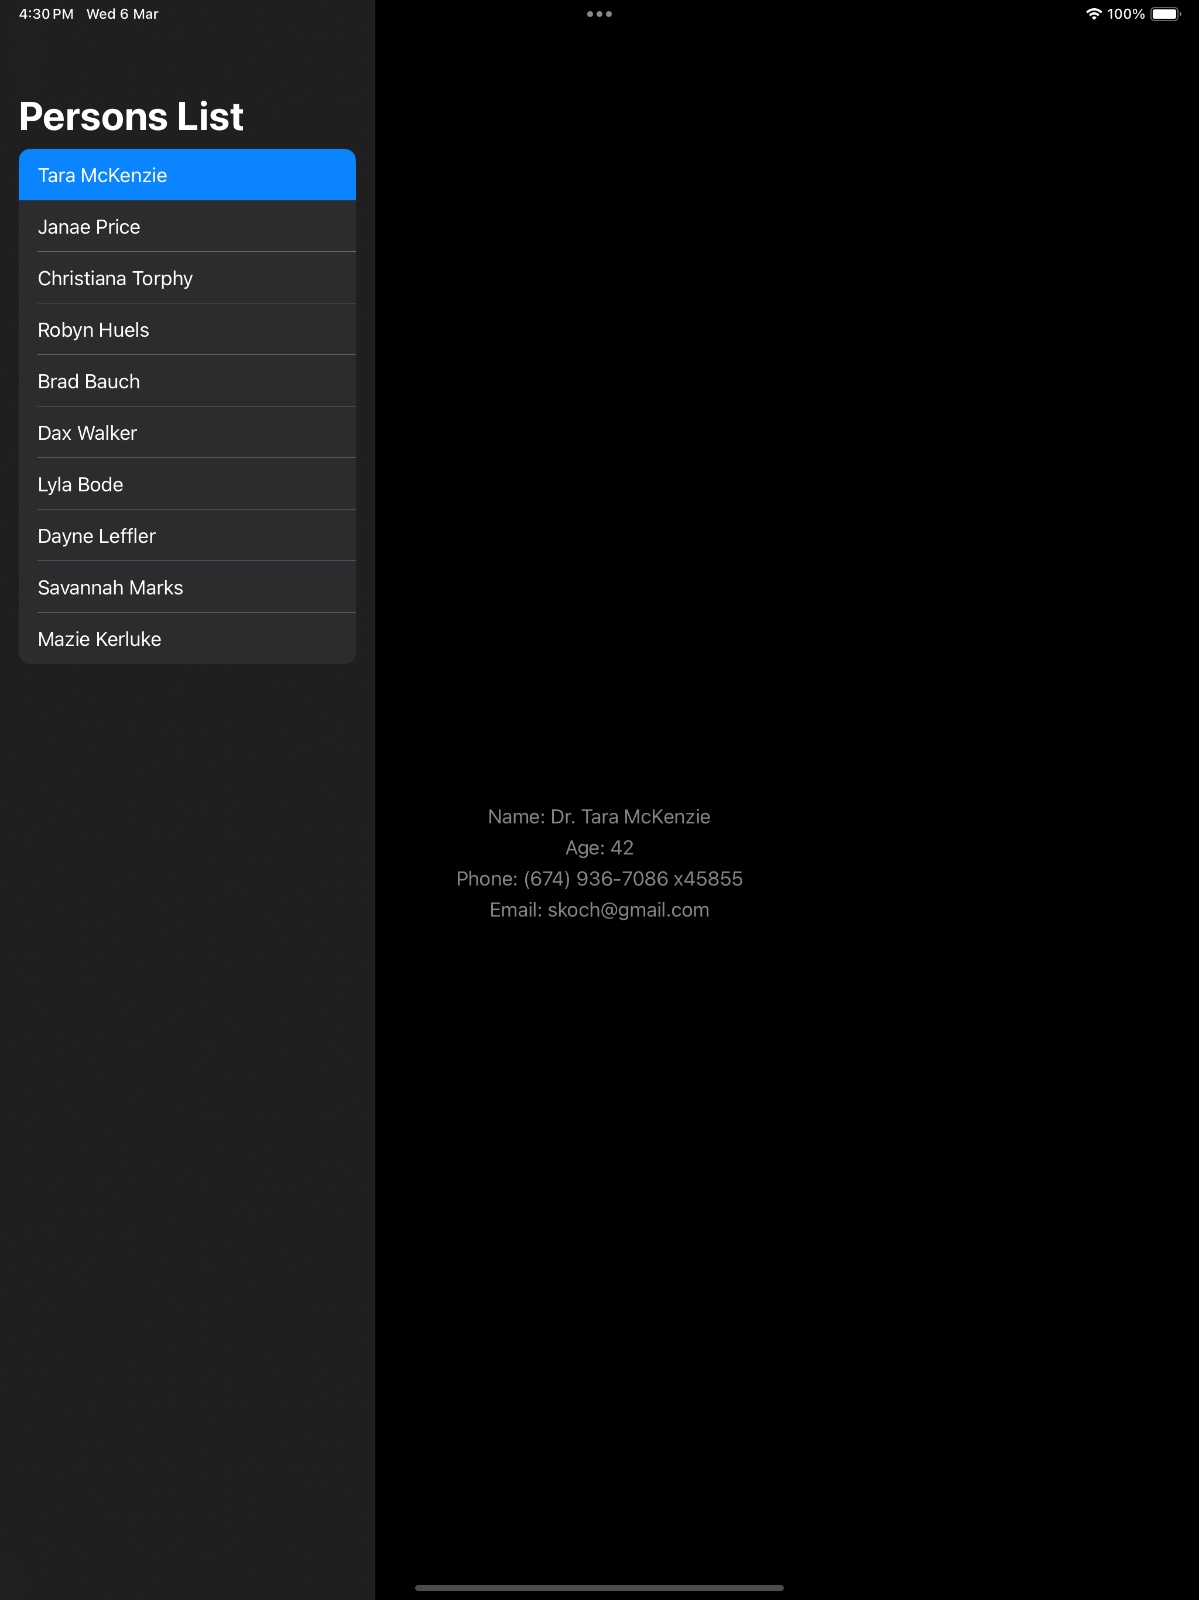 4:30 PM Wed 6 Mar
100%
Persons List
Tara McKenzie
Janae Price
Christiana Torphy
Robyn Huels
Brad Bauch
Dax Walker
Lyla Bode
Dayne Leffler
Savannah Marks
Mazie Kerluke
Name: Dr. Tara McKenzie
Age: 42
Phone: (674) 936-7086 x45855
Email: skoch@gmail.com